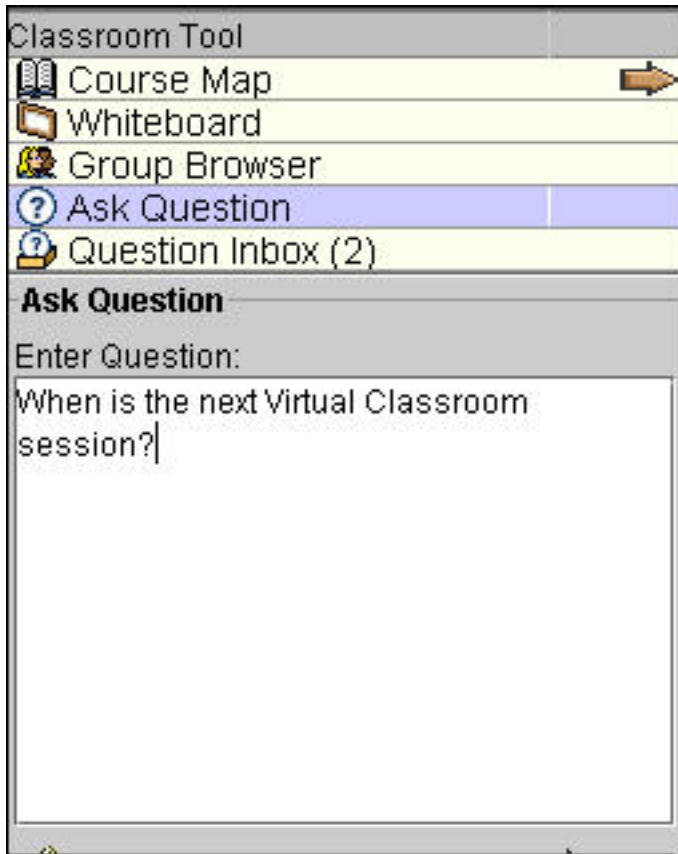 Classroom Tool
Course Map
Whiteboard
Group Browser
Ask Question
Question Inbox (2)
Ask Question
Enter Question:
When is the next Virtual Classroom
session?